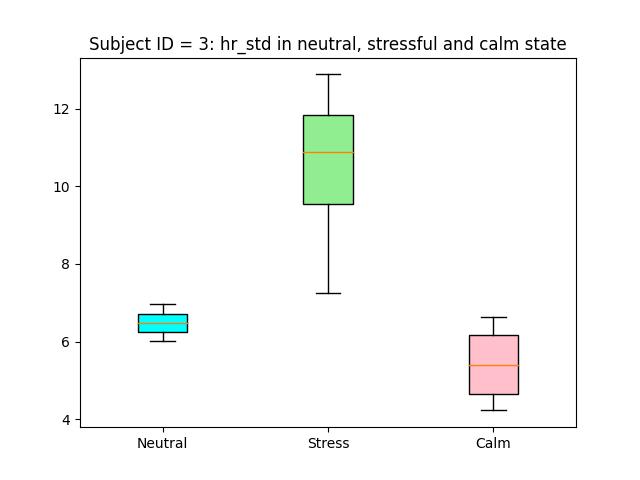 Subject ID = 3: hr_std in neutral, stressful and calm state
12
10
8
6
4
Neutral Stress Calm